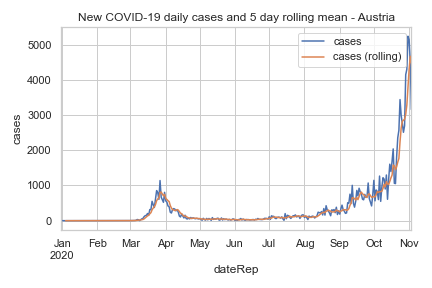 New COVID-19 daily cases and 5 day rolling mean - Austria
cases
cases (rolling)
5000
4000
3000
2000
1000
0
cases
Jan Feb Mar Apr May Jun Jul Aug Sep Oct Nov
2020
dateRep